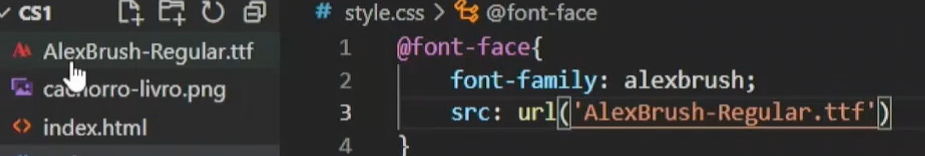 CS1
AlexBrush-Regular.ttf
cachorro-livro.png
index.html
# style.css > @font-face
1 @font-face{
2 font-family: alexbrush;
3 src: url('AlexBrush-Regular.ttf')
4 }